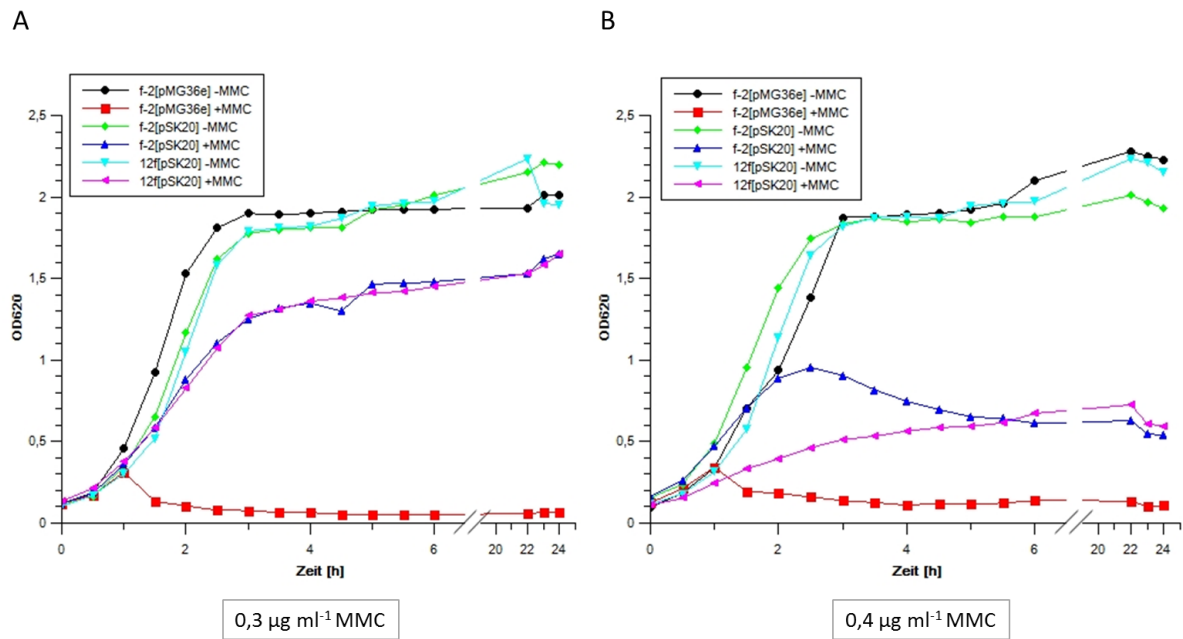 A
B
f-2[pMG36e] -MMC
f-2[pMG36e] +MMC
f-2[pSK20] -MMC
f-2[pSK20] +MMC
12f[pSK20] -MMC
12f[pSK20] +MMC
2,5
2
1,5
1
0,5
0
OD620
0 2 4 6 20 22 24
Zeit [h]
0,3 µg ml⁻¹ MMC
f-2[pMG36e] -MMC
f-2[pMG36e] +MMC
f-2[pSK20] -MMC
f-2[pSK20] +MMC
12f[pSK20] -MMC
12f[pSK20] +MMC
2,5
2
1,5
1
0,5
0
OD620
0 2 4 6 20 22 24
Zeit [h]
0,4 µg ml⁻¹ MMC